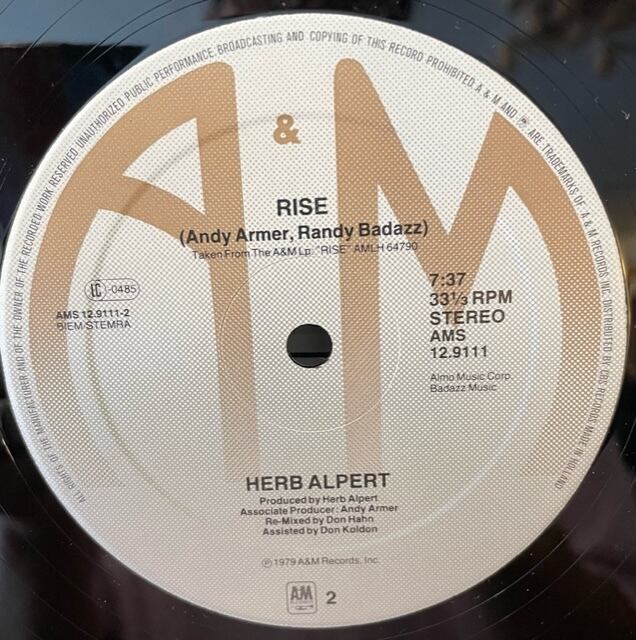 ALL RIGHTS OF THE MANUFACTURER AND OF THE OWNER OF THE RECORDED WORK RESERVED. UNAUTHORIZED PUBLIC PERFORMANCE, BROADCASTING AND COPYING OF THIS RECORD PROHIBITED. A & M AND ARE TRADEMARKS OF A & M RECORDS INC. DISTRIBUTED BY CBS RECORDS MADE IN HOLLAND
A & M
RISE
(Andy Armer, Randy Badazz)
Taken From The A&M Lp: "RISE" AMLH 64790
LC -0485
AMS 12.9111-2
BIEM/STEMRA
7:37
33⅓ RPM
STEREO
AMS
12.9111
Almo Music Corp.
Badazz Music
HERB ALPERT
Produced by Herb Alpert
Associate Producer: Andy Armer
Re-Mixed by Don Hahn
Assisted by Don Koldon
℗ 1979 A&M Records, Inc.
AM
2